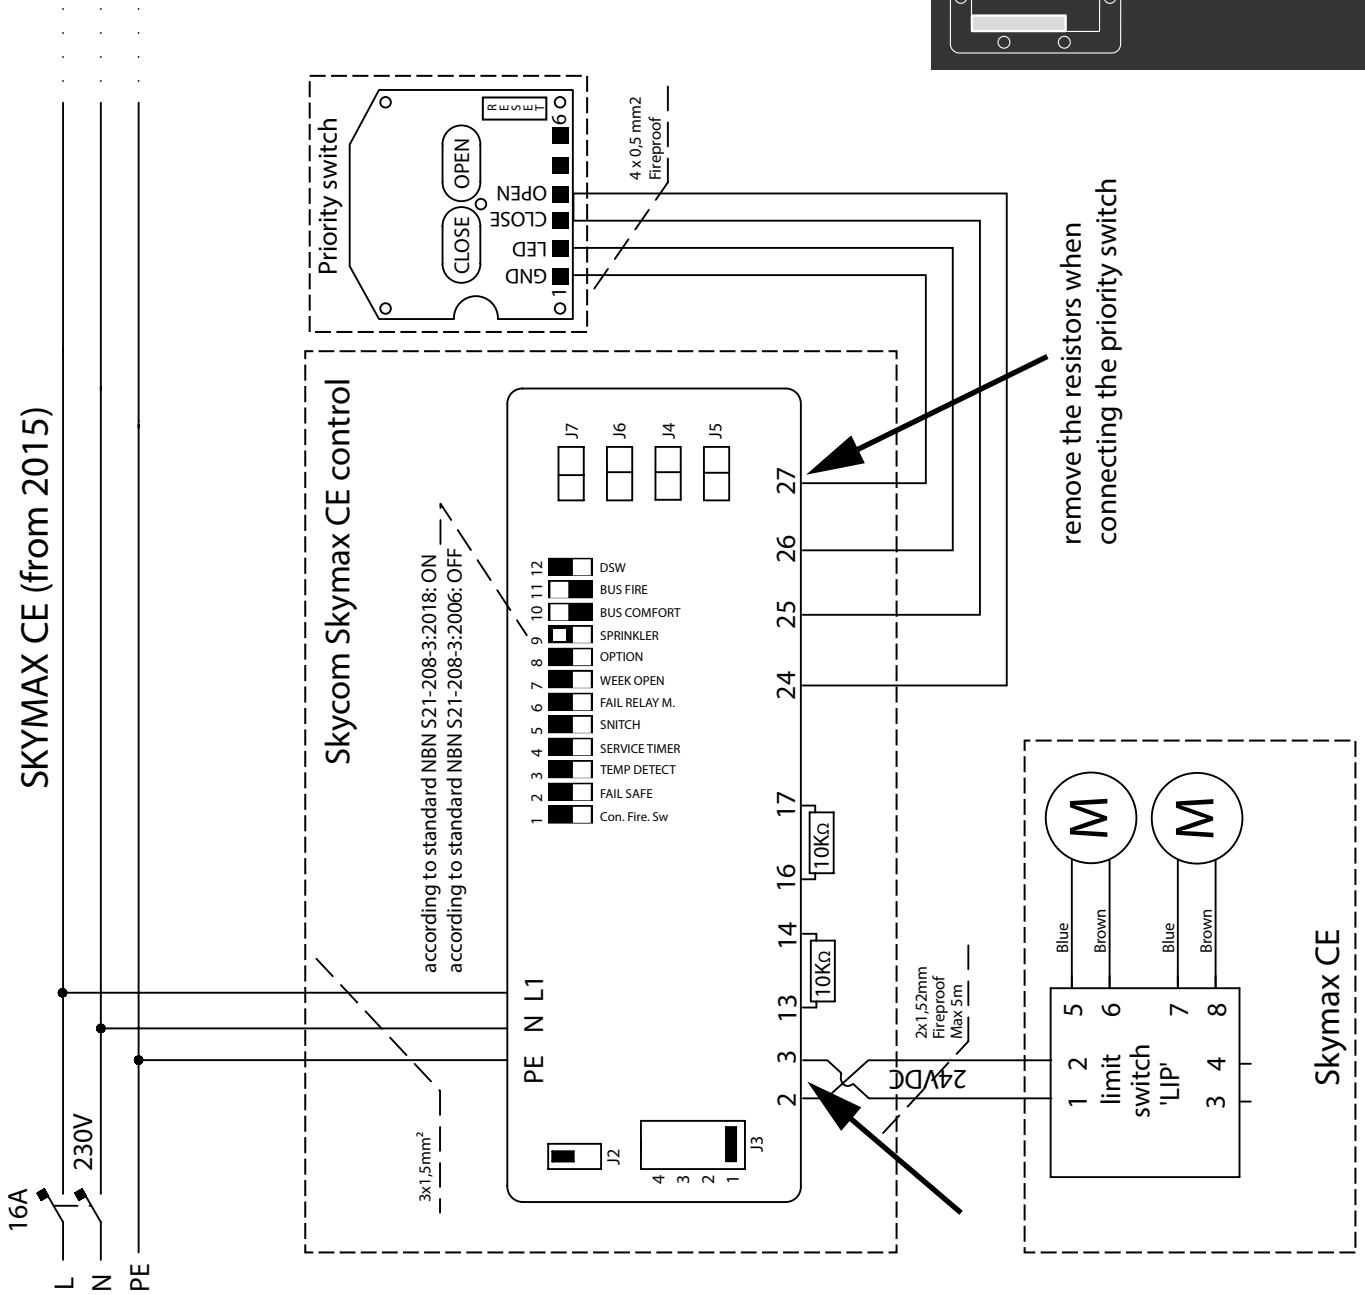 SKYMAX CE (from 2015)
L
N
PE
16A
230V
Skycom Skymax CE control
according to standard NBN S21-208-3:2018: ON
according to standard NBN S21-208-3:2006: OFF
3x1,5mm²
PE
N
L1
J2
4
3
2
1
J3
1 Con. Fire. Sw
2 FAIL SAFE
3 TEMP DETECT
4 SERVICE TIMER
5 SNITCH
6 FAIL RELAY M.
7 WEEK OPEN
8 OPTION
9 SPRINKLER
10 BUS COMFORT
11 BUS FIRE
12 DSW
J7
J6
J4
J5
2
3
13
14
16
17
24
25
26
27
10KΩ
10KΩ
Priority switch
CLOSE
OPEN
RESET
1
6
GND
LED
CLOSE
OPEN
4 x 0,5 mm2
Fireproof
remove the resistors when
connecting the priority switch
24VDC
2x1,52mm
Fireproof
Max 5m
Skymax CE
1
2
limit
switch
'LIP'
3
4
5
6
7
8
Blue
Brown
Blue
Brown
M
M